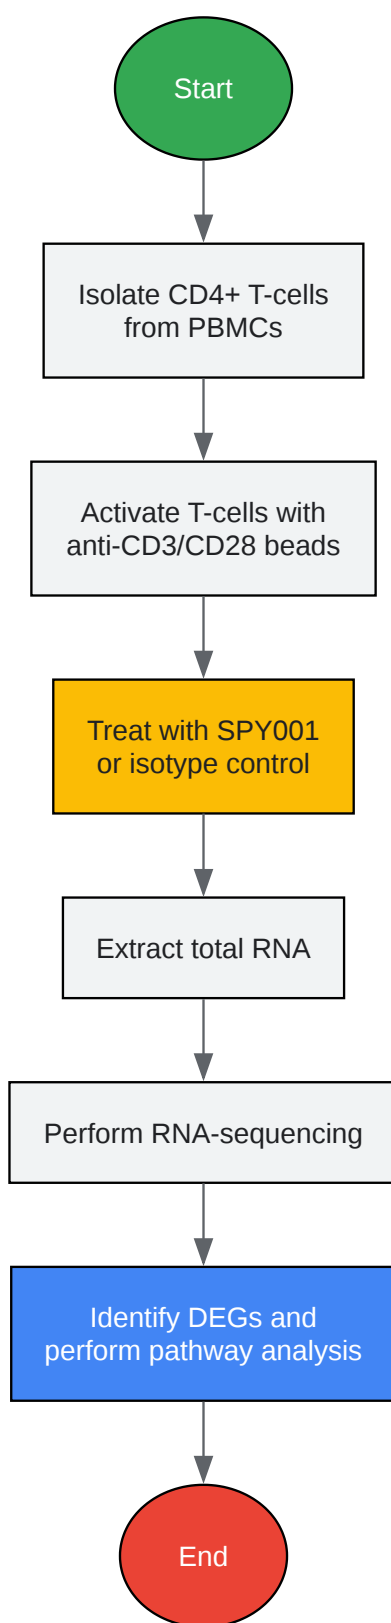 Start
Isolate CD4+ T-cells
from PBMCs
Activate T-cells with
anti-CD3/CD28 beads
Treat with SPY001
or isotype control
Extract total RNA
Perform RNA-sequencing
Identify DEGs and
perform pathway analysis
End